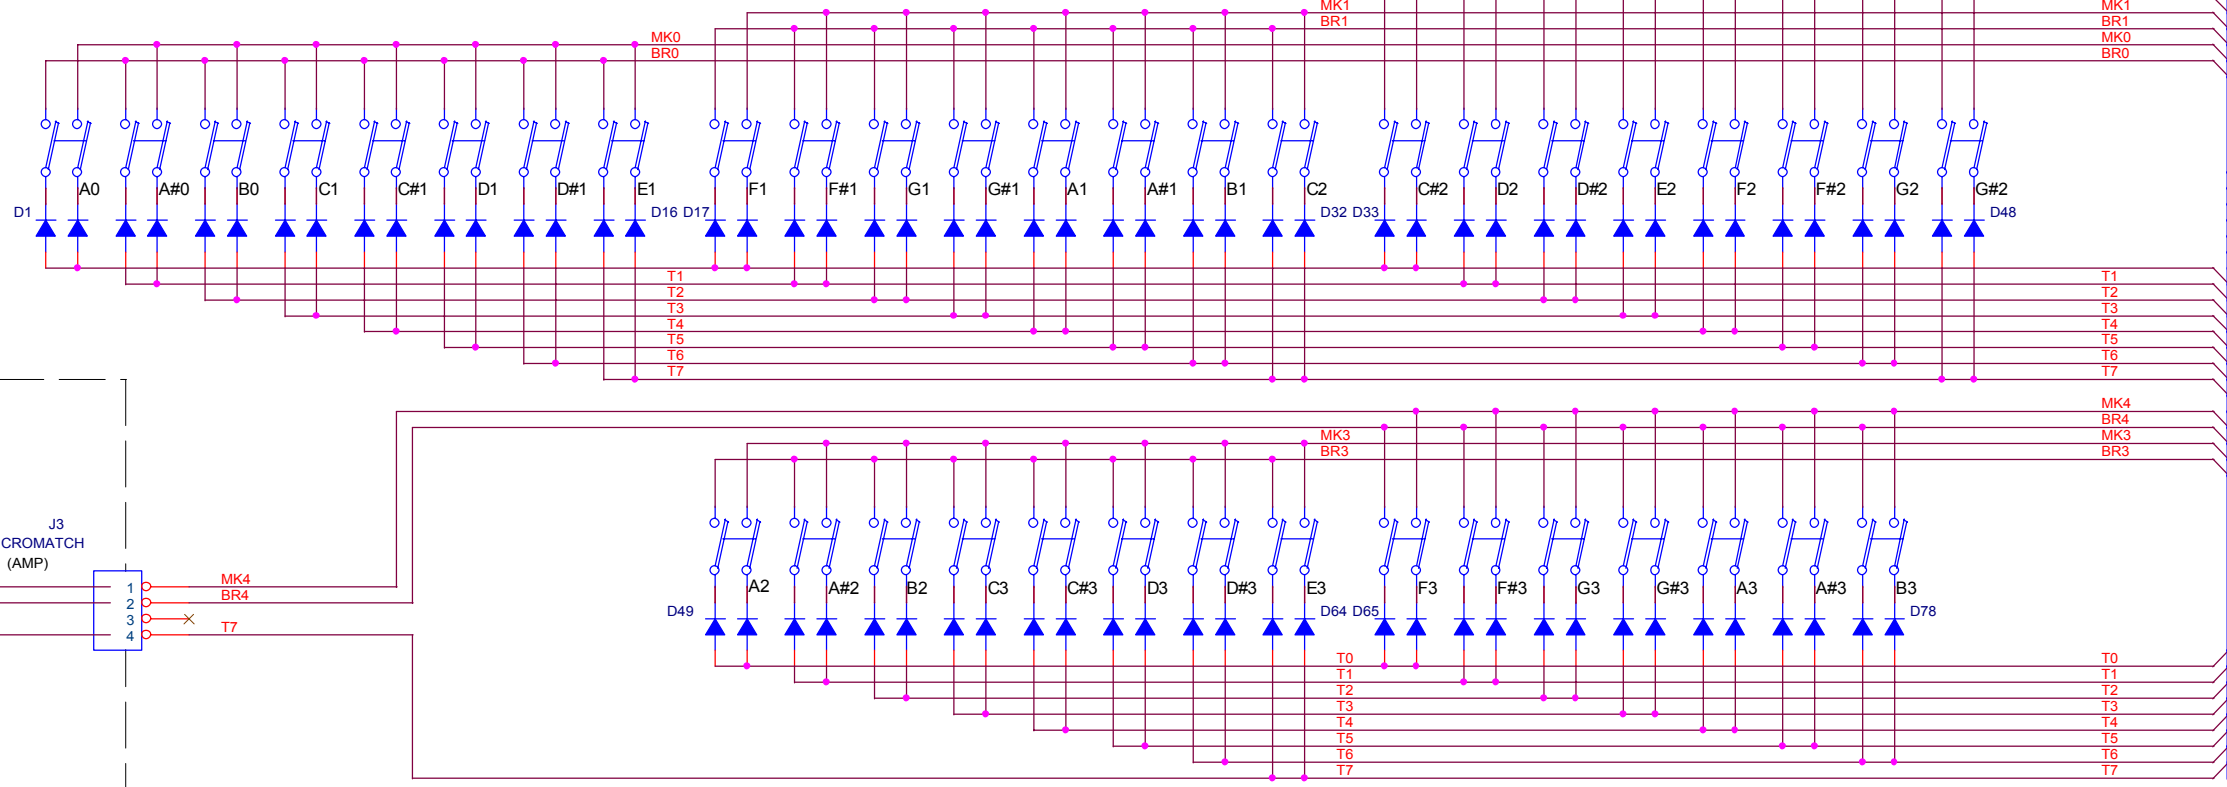 MK1 MK1
BR1 BR1
MK0 MK0
BR0 BR0
A0 A#0 B0 C1 C#1 D1 D#1 E1 F1 F#1 G1 G#1 A1 A#1 B1 C2 C#2 D2 D#2 E2 F2 F#2 G2 G#2
D1 D16 D17 D32 D33 D48
T1 T1
T2 T2
T3 T3
T4 T4
T5 T5
T6 T6
T7 T7
MK4
BR4
MK3 MK3
BR3 BR3
J3
CROMATCH
(AMP)
1 MK4
2 BR4
3
4 T7
A2 A#2 B2 C3 C#3 D3 D#3 E3 F3 F#3 G3 G#3 A3 A#3 B3
D49 D64 D65 D78
T0 T0
T1 T1
T2 T2
T3 T3
T4 T4
T5 T5
T6 T6
T7 T7